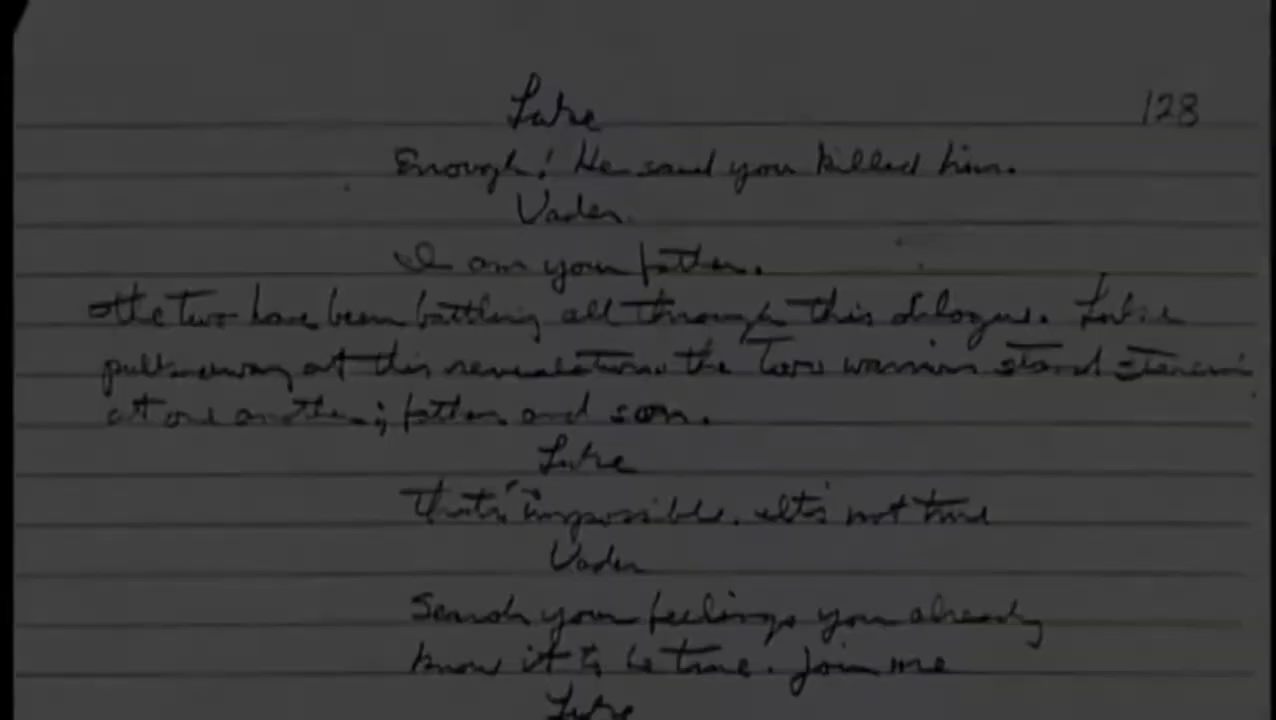 128
Luke
Enough! He said you killed him.
Vader
I am your father.
The two have been battling all through this dialogue. Luke
pulls away at this revelation. the two warriors stand staring
at one another; father and son.
Luke
That's impossible. It's not true
Vader
Search your feelings you already
know it to be true. Join me
Luke